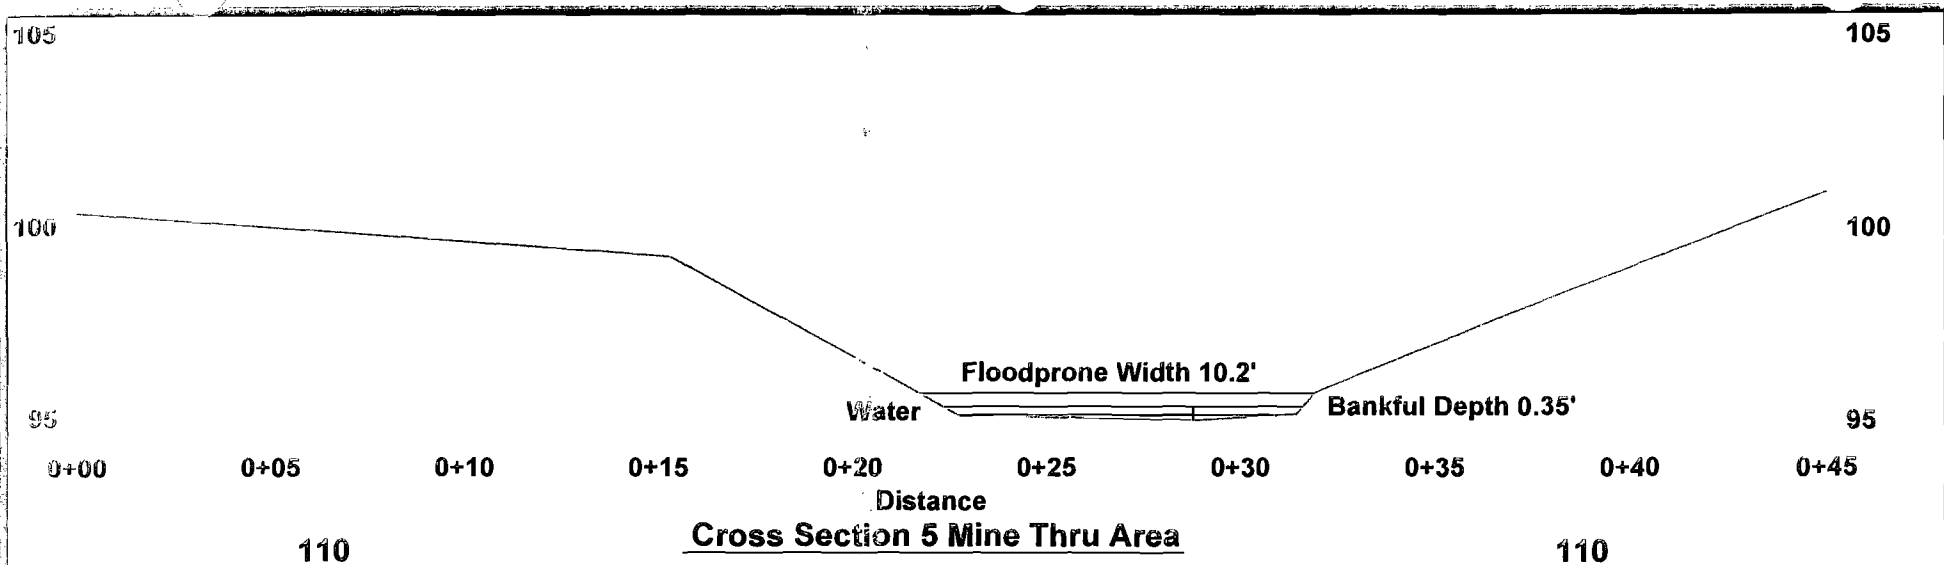 105 105
100 100
Floodprone Width 10.2'
Water Bankful Depth 0.35'
95 95
0+00 0+05 0+10 0+15 0+20 0+25 0+30 0+35 0+40 0+45
Distance
Cross Section 5 Mine Thru Area
110 110